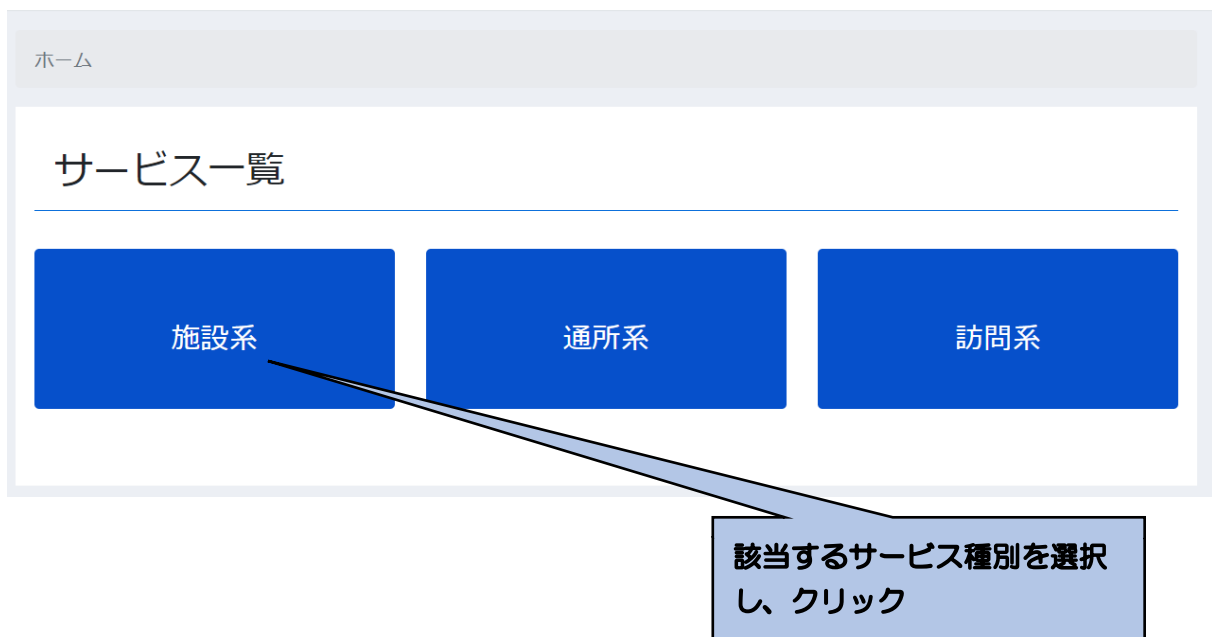 ホーム
サービス一覧
施設系
通所系
訪問系
該当するサービス種別を選択
し、クリック